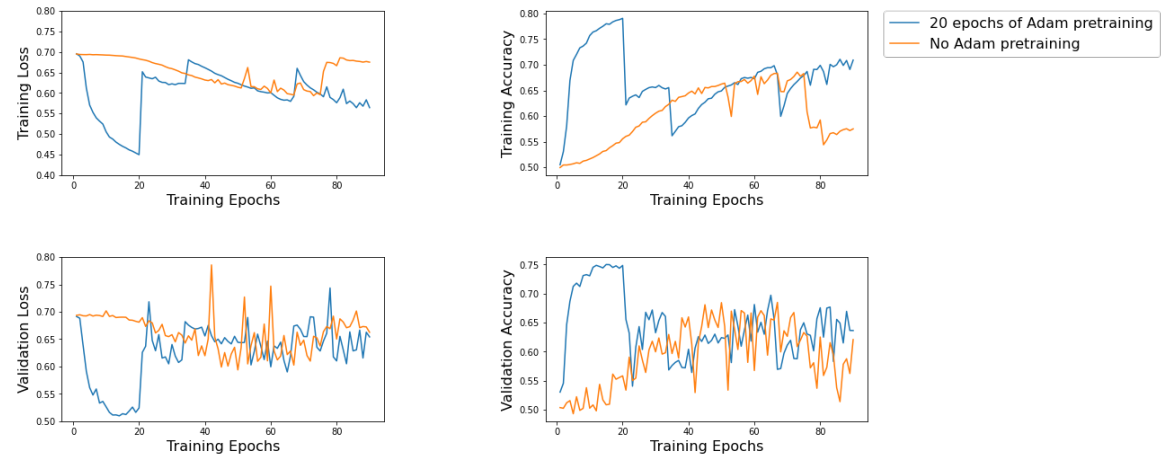 0.80
0.75
0.70
0.65
0.60
0.55
0.50
0.45
0.40
0 20 40 60 80
Training Loss
Training Epochs
0.80
0.75
0.70
0.65
0.60
0.55
0.50
0 20 40 60 80
Training Accuracy
Training Epochs
20 epochs of Adam pretraining
No Adam pretraining
0.80
0.75
0.70
0.65
0.60
0.55
0.50
0 20 40 60 80
Validation Loss
Training Epochs
0.75
0.70
0.65
0.60
0.55
0.50
0 20 40 60 80
Validation Accuracy
Training Epochs